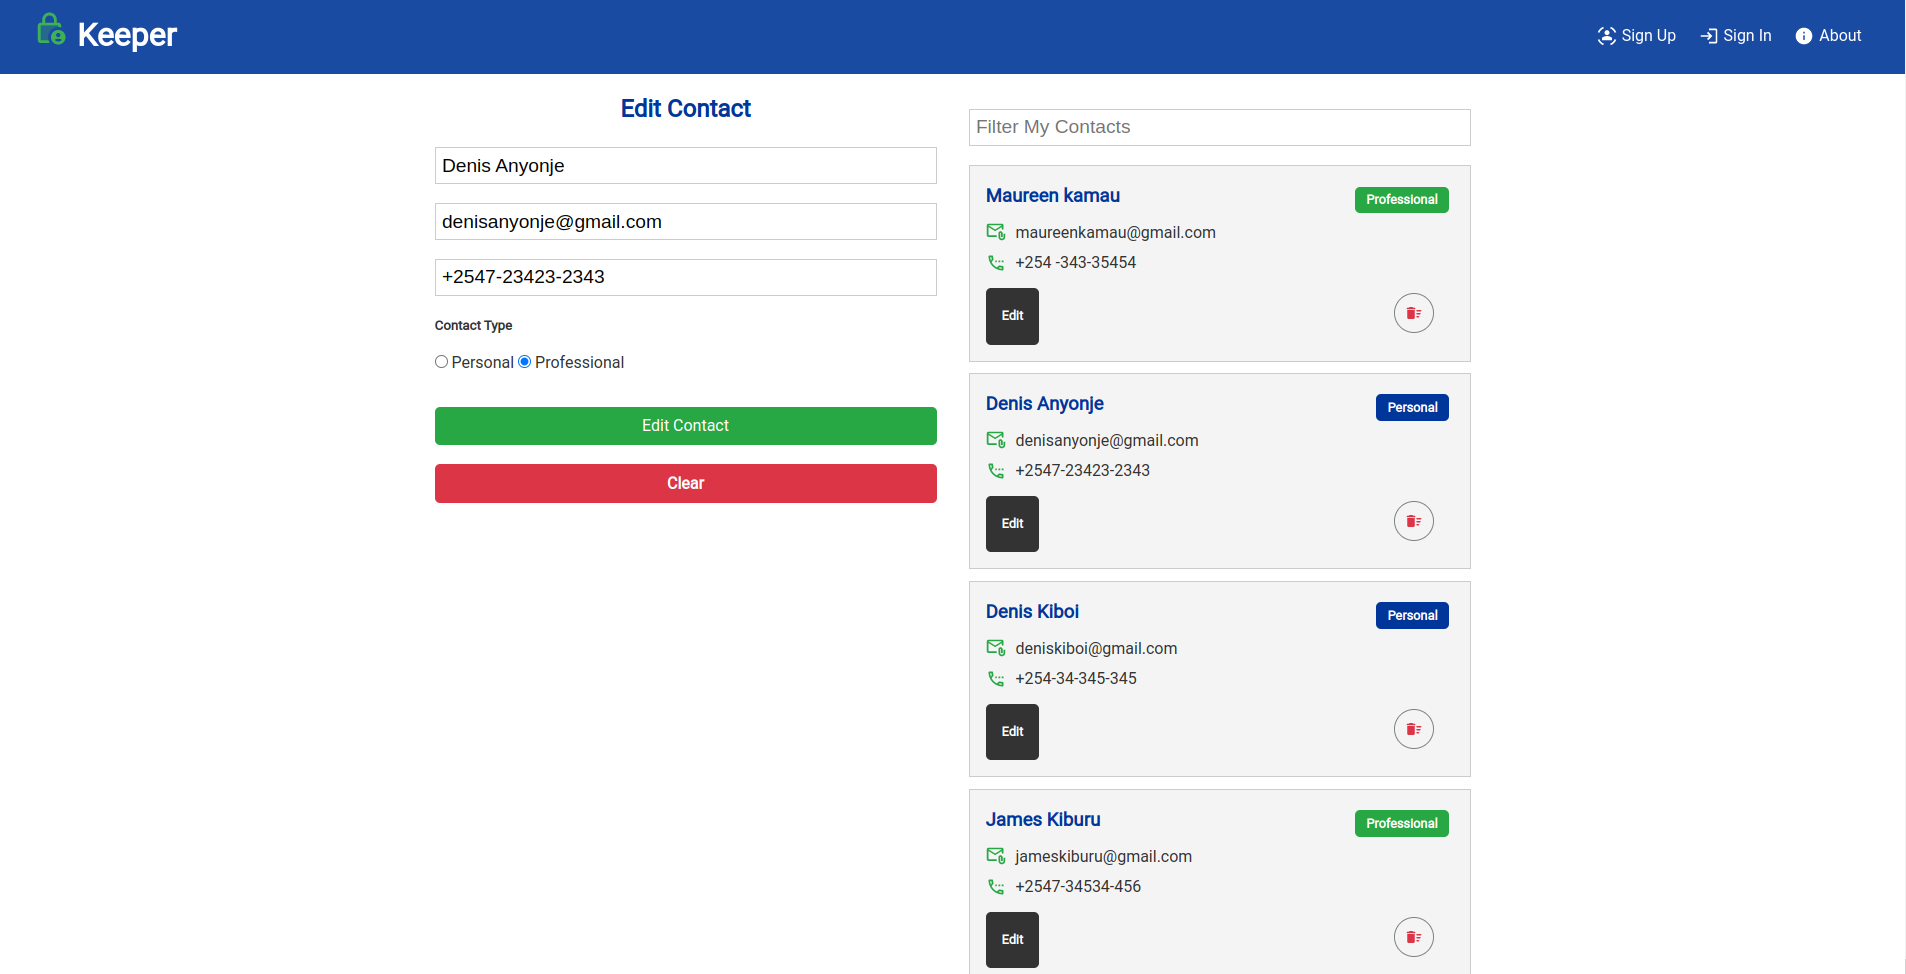 Keeper
Sign Up
Sign In
About
Edit Contact
Denis Anyonje
denisanyonje@gmail.com
+2547-23423-2343
Contact Type
Personal Professional
Edit Contact
Clear
Filter My Contacts
Maureen kamau
Professional
maureenkamau@gmail.com
+254 -343-35454
Edit
Denis Anyonje
Personal
denisanyonje@gmail.com
+2547-23423-2343
Edit
Denis Kiboi
Personal
deniskiboi@gmail.com
+254-34-345-345
Edit
James Kiburu
Professional
jameskiburu@gmail.com
+2547-34534-456
Edit